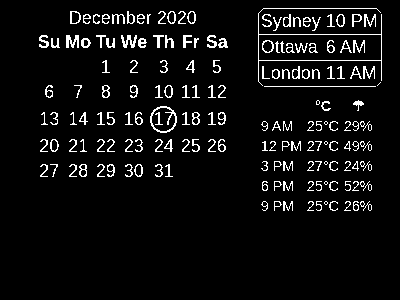 December 2020
Su Mo Tu We Th Fr Sa
1 2 3 4 5
6 7 8 9 10 11 12
13 14 15 16 17 18 19
20 21 22 23 24 25 26
27 28 29 30 31
Sydney 10 PM
Ottawa 6 AM
London 11 AM
°C ☂
9 AM 25°C 29%
12 PM 27°C 49%
3 PM 27°C 24%
6 PM 25°C 52%
9 PM 25°C 26%